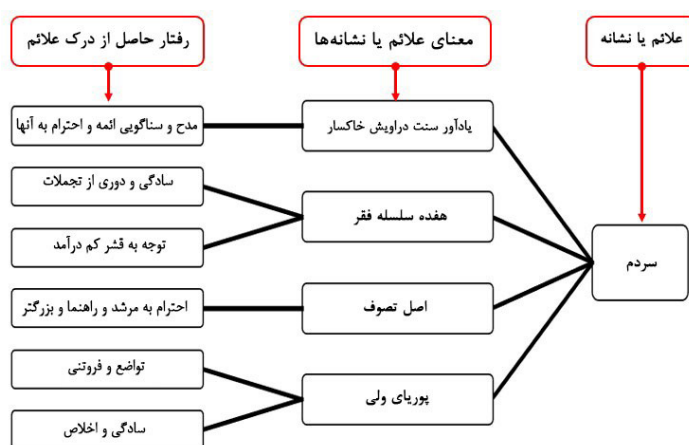 علائم یا نشانه
معنای علائم یا نشانه‌ها
رفتار حاصل از درک علائم
سردم
یادآور سنت دراویش خاکسار
مدح و سناگویی ائمه و احترام به آنها
هفده سلسله فقر
سادگی و دوری از تجملات
توجه به قشر کم درآمد
اصل تصوف
احترام به مرشد و راهنما و بزرگتر
پوریای ولی
تواضع و فروتنی
سادگی و اخلاص